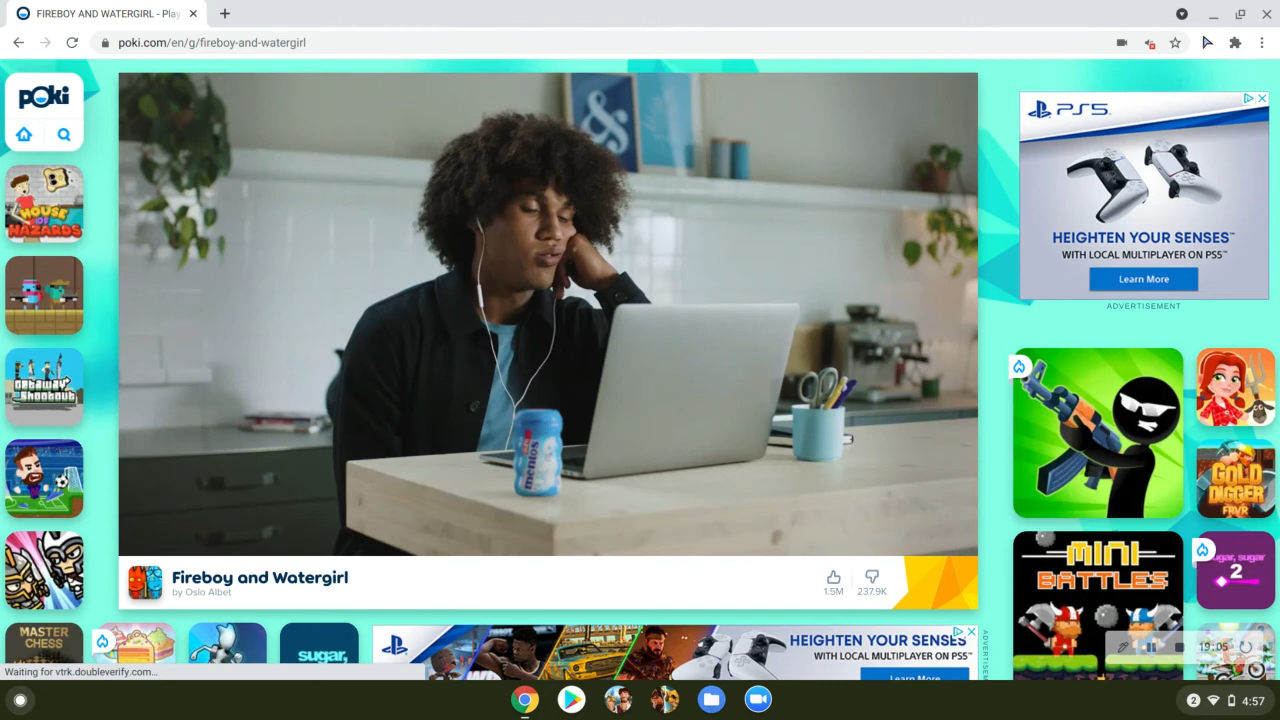 FIREBOY AND WATERGIRL - Play
poki.com/en/g/fireboy-and-watergirl
poki
HOUSE
OF
HAZARDS
GETAWAY
SHOOTOUT
MASTER
CHESS
&
mentos
Fireboy and Watergirl
by Oslo Albet
1.5M
237.9K
PS5
HEIGHTEN YOUR SENSES™
WITH LOCAL MULTIPLAYER ON PS5™
Learn More
ADVERTISEMENT
GOLD
DIGGER
FRVR
MINI
BATTLES
sugar, sugar
2
sugar,
HEIGHTEN YOUR SENSES™
WITH LOCAL MULTIPLAYER ON PS5™
Learn More
ADVERTISEM
19:05
Waiting for vtrk.doubleverify.com...
2
4:57